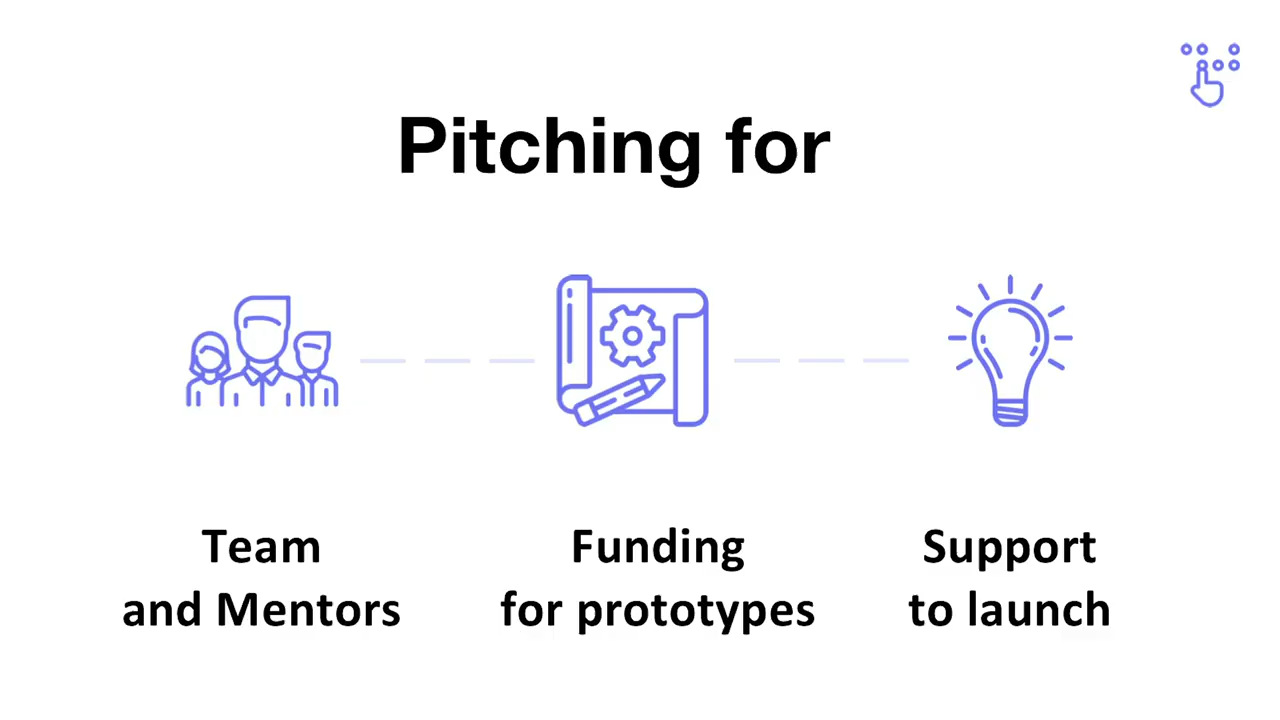 Pitching for
Team
and Mentors
Funding
for prototypes
Support
to launch